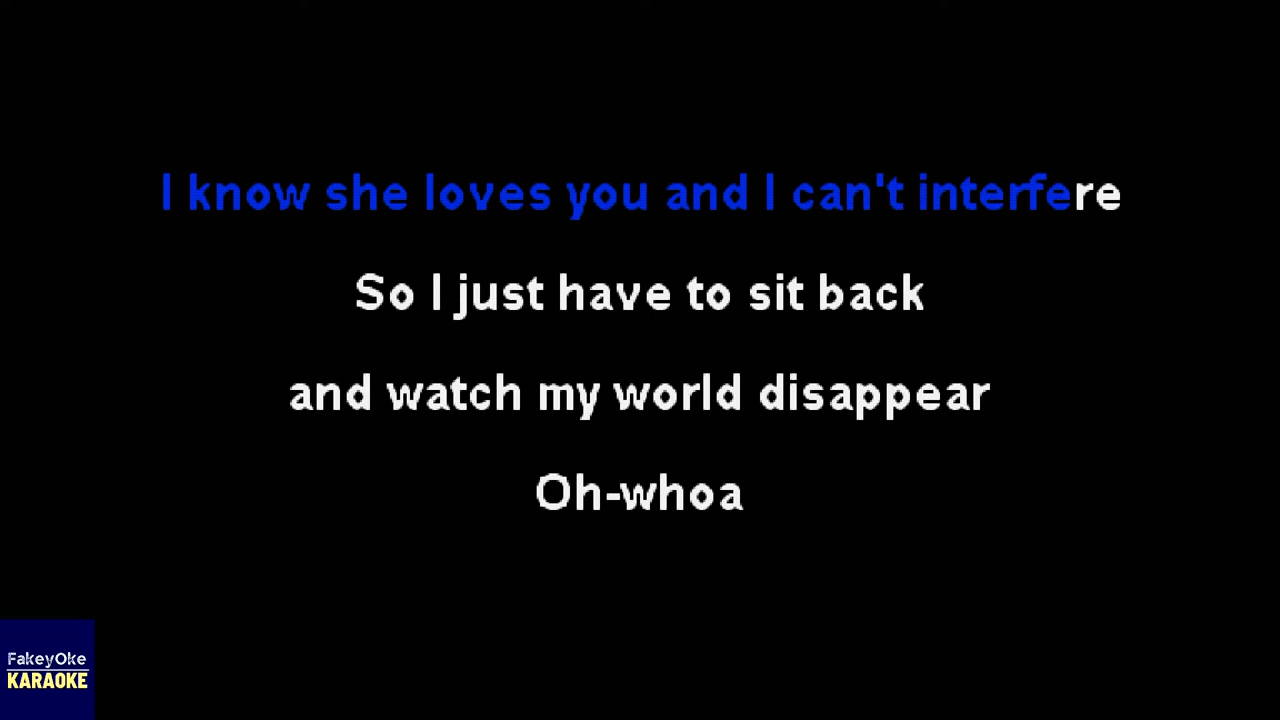 I know she loves you and I can't interfere
So I just have to sit back
and watch my world disappear
Oh-whoa
FakeyOke
KARAOKE